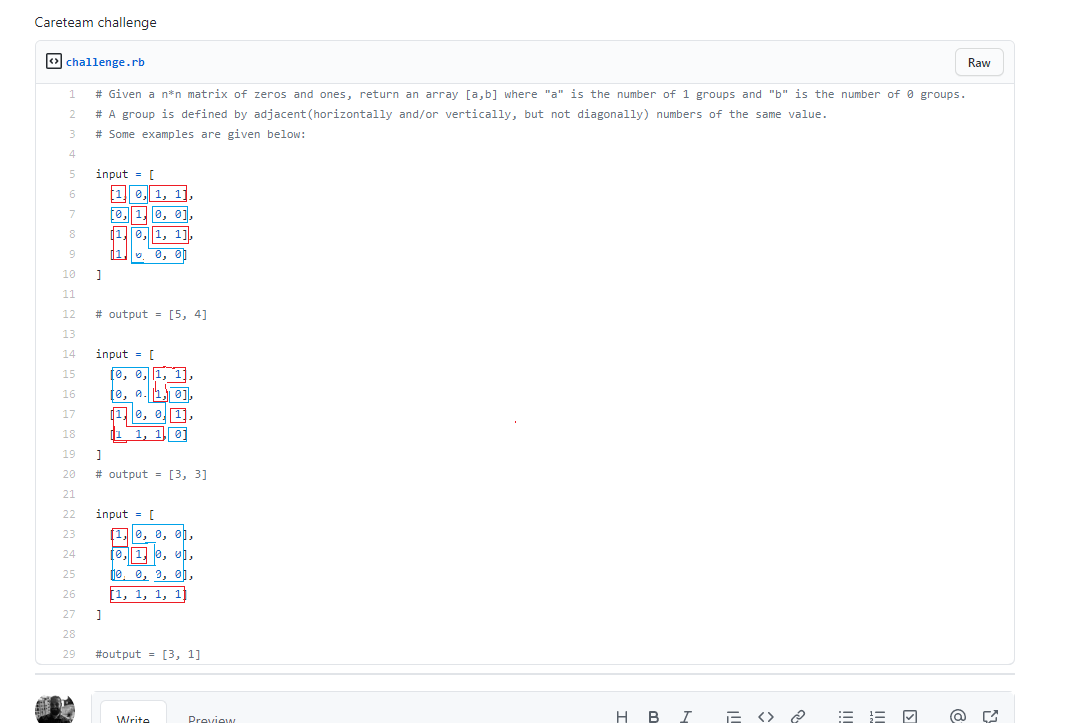 Careteam challenge
challenge.rb
Raw
1 # Given a n*n matrix of zeros and ones, return an array [a,b] where "a" is the number of 1 groups and "b" is the number of 0 groups.
2 # A group is defined by adjacent(horizontally and/or vertically, but not diagonally) numbers of the same value.
3 # Some examples are given below:
4
5 input = [
6 [1, 0, 1, 1],
7 [0, 1, 0, 0],
8 [1, 0, 1, 1],
9 [1, 0, 0, 0]
10 ]
11
12 # output = [5, 4]
13
14 input = [
15 [0, 0, 1, 1],
16 [0, 0, 1, 0],
17 [1, 0, 0, 1],
18 [1 1, 1, 0]
19 ]
20 # output = [3, 3]
21
22 input = [
23 [1, 0, 0, 0],
24 [0, 1, 0, 0],
25 [0, 0, 0, 0],
26 [1, 1, 1, 1]
27 ]
28
29 #output = [3, 1]
Write
Preview
H B I